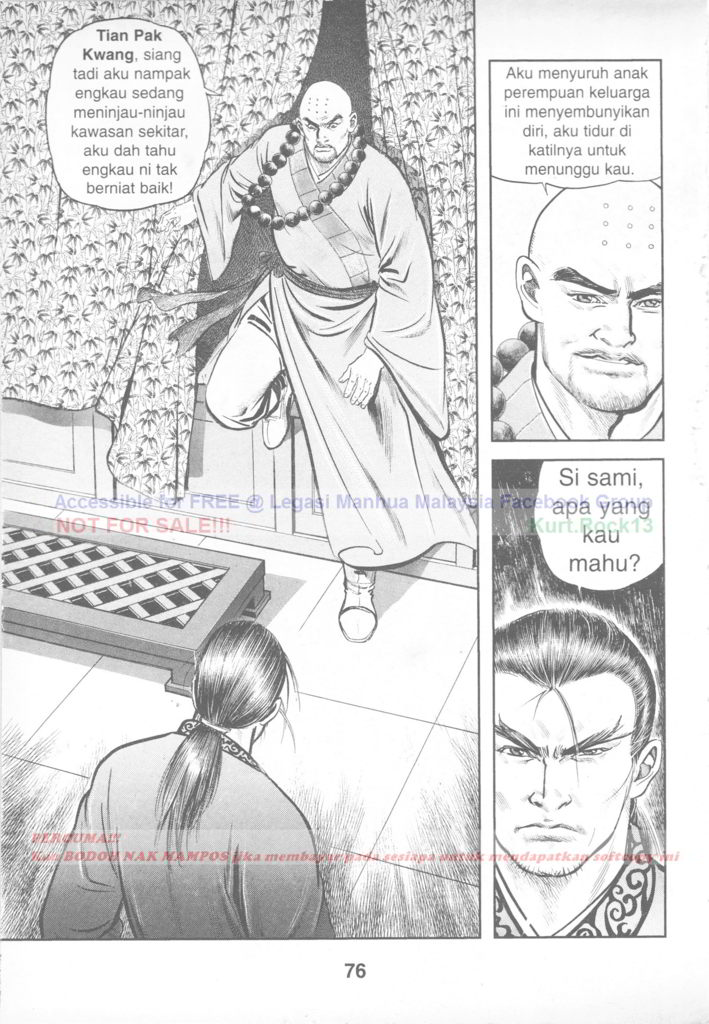 Tian Pak
Kwang, siang
tadi aku nampak
engkau sedang
meninjau-ninjau
kawasan sekitar,
aku dah tahu
engkau ni tak
berniat baik!
Aku menyuruh anak
perempuan keluarga
ini menyembunyikan
diri, aku tidur di
katilnya untuk
menunggu kau.
Si sami,
apa yang
kau
mahu?
Accessible for FREE @ Legasi Manhua Malaysia Facebook Group
NOT FOR SALE!!!
Kurt.Rock13
PERCUMA!!!
Kau BODOH NAK MAMPOS jika membayar pada sesiapa untuk mendapatkan softcopy ini
76